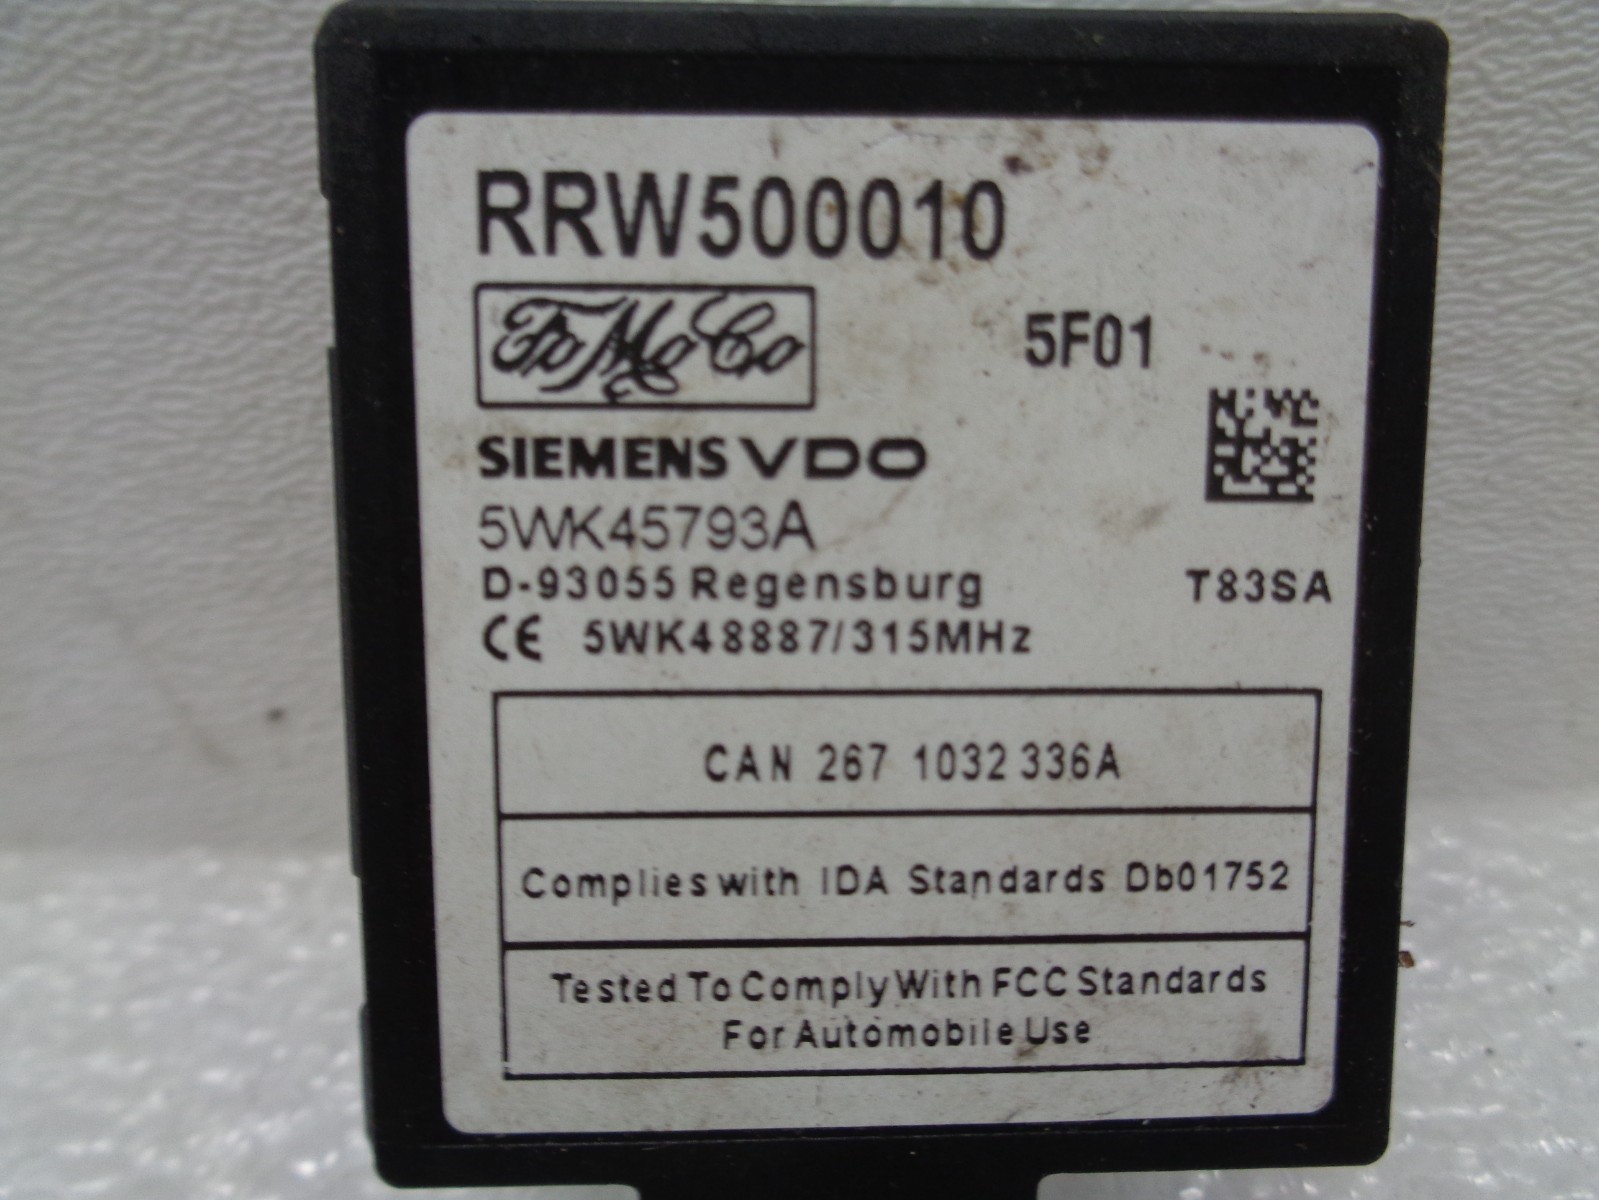 RRW500010
FoMoCo
5F01
SIEMENS VDO
5WK45793A
D-93055 Regensburg
T83SA
CE 5WK48887/315MHz
CAN 267 1032 336A
Complies with IDA Standards Db01752
Tested To Comply With FCC Standards
For Automobile Use